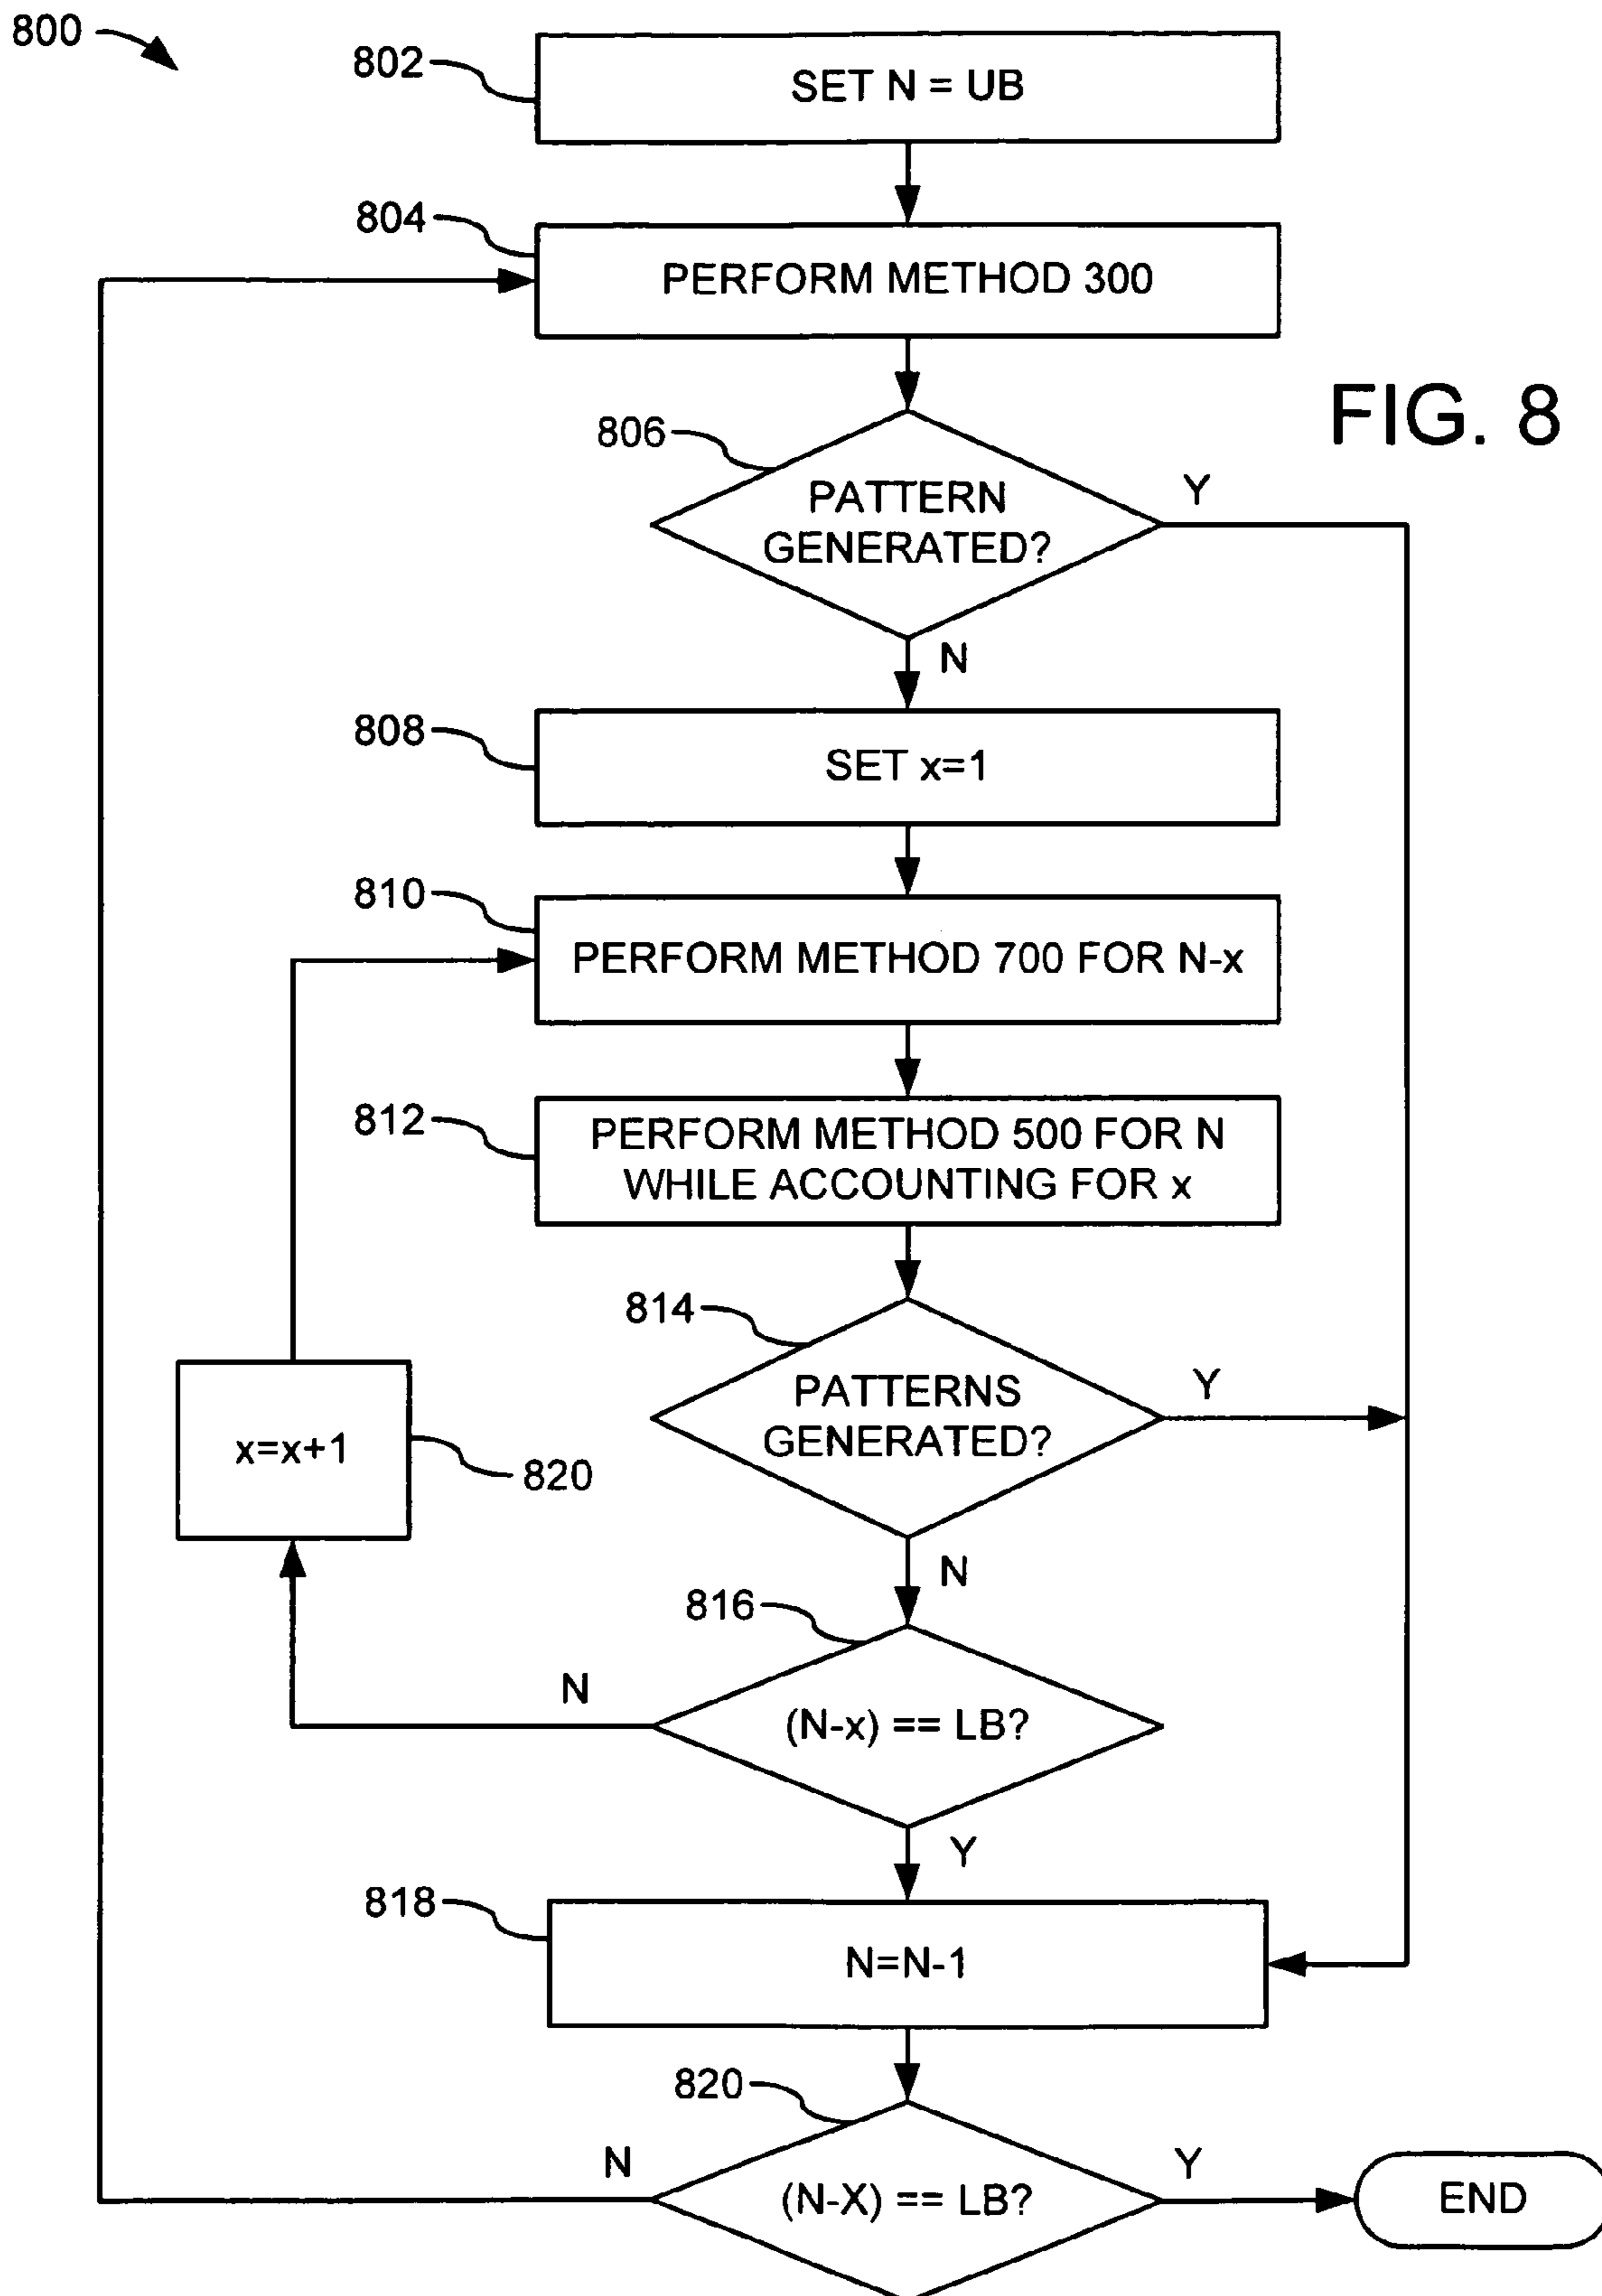 800
802
SET N = UB
804
PERFORM METHOD 300
FIG. 8
806
PATTERN
GENERATED?
Y
N
808
SET x=1
810
PERFORM METHOD 700 FOR N-x
812
PERFORM METHOD 500 FOR N
WHILE ACCOUNTING FOR x
814
PATTERNS
GENERATED?
Y
x=x+1
820
N
816
N
(N-x) == LB?
Y
818
N=N-1
820
N
(N-X) == LB?
Y
END